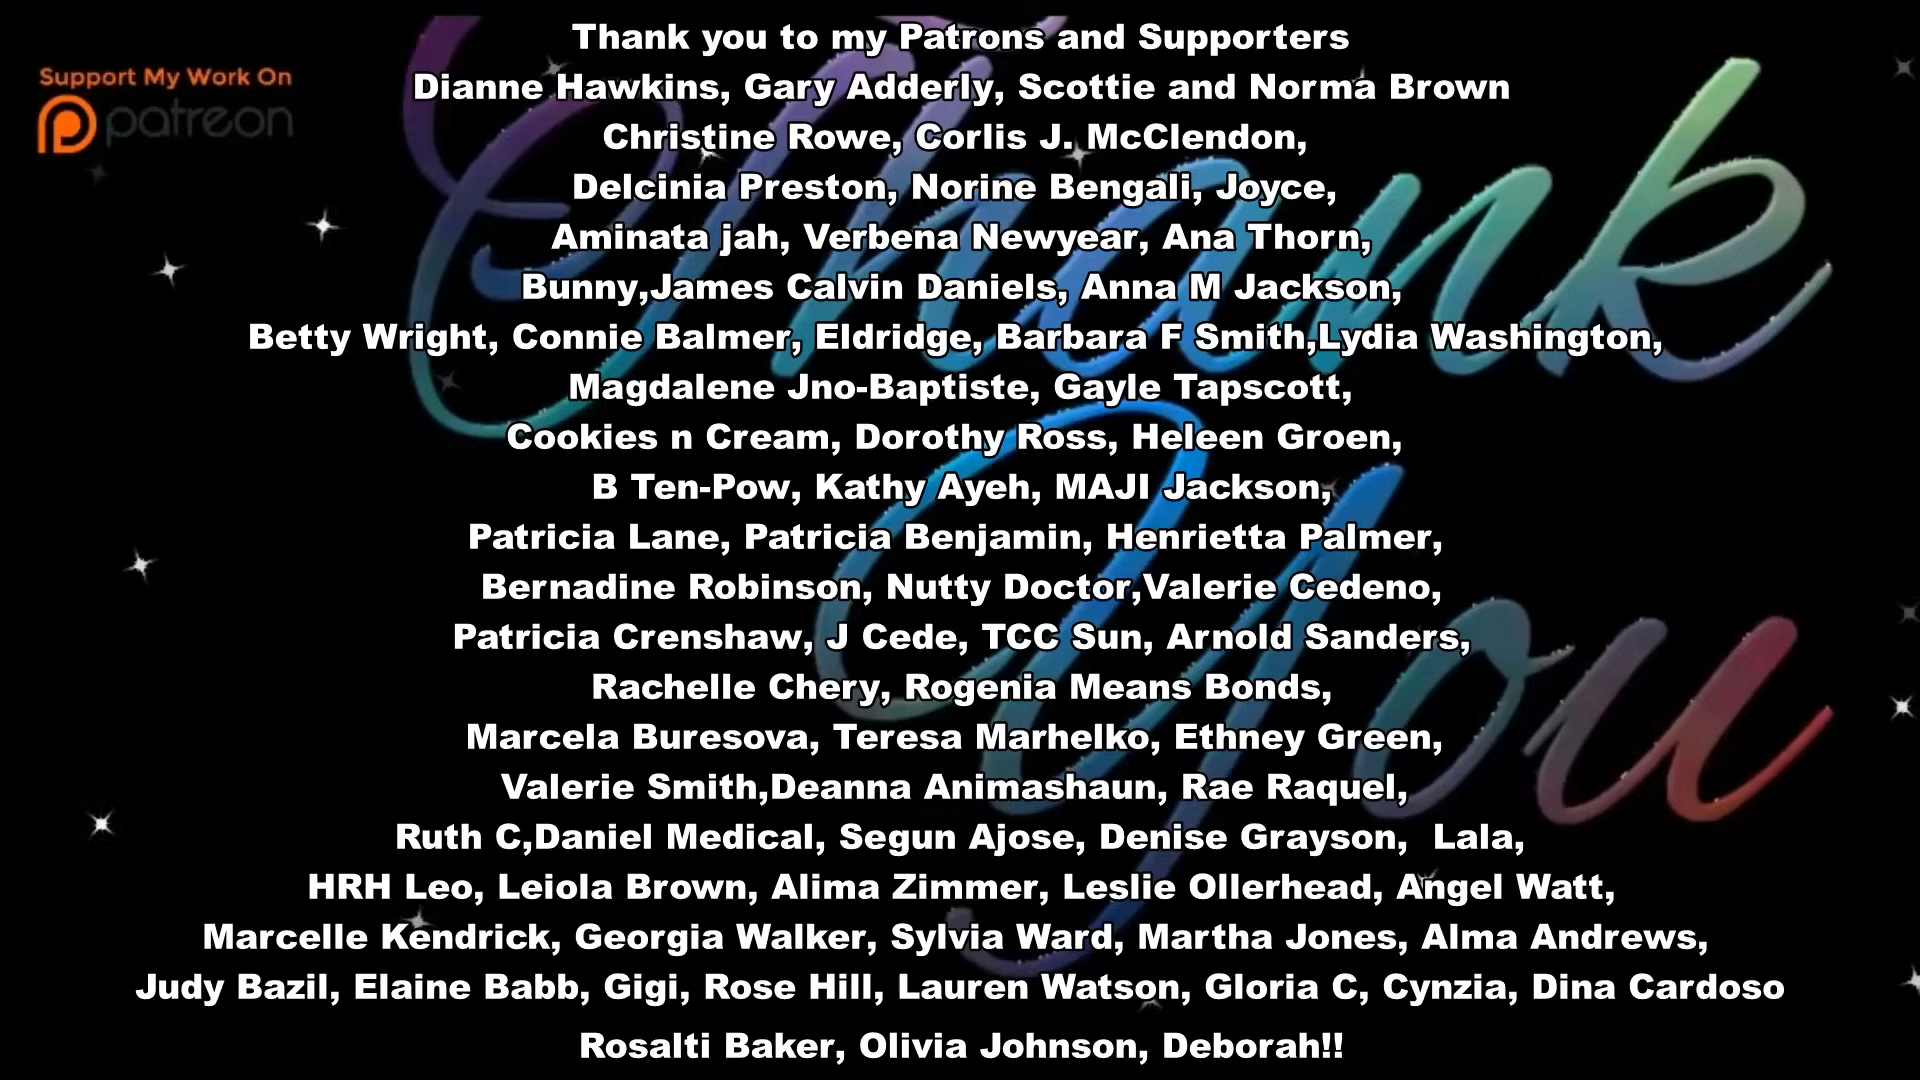 Thank you to my Patrons and Supporters
Support My Work On
patreon
Dianne Hawkins, Gary Adderly, Scottie and Norma Brown
Christine Rowe, Corlis J. McClendon,
Delcinia Preston, Norine Bengali, Joyce,
Aminata jah, Verbena Newyear, Ana Thorn,
Bunny,James Calvin Daniels, Anna M Jackson,
Betty Wright, Connie Balmer, Eldridge, Barbara F Smith,Lydia Washington,
Magdalene Jno-Baptiste, Gayle Tapscott,
Cookies n Cream, Dorothy Ross, Heleen Groen,
B Ten-Pow, Kathy Ayeh, MAJI Jackson,
Patricia Lane, Patricia Benjamin, Henrietta Palmer,
Bernadine Robinson, Nutty Doctor,Valerie Cedeno,
Patricia Crenshaw, J Cede, TCC Sun, Arnold Sanders,
Rachelle Chery, Rogenia Means Bonds,
Marcela Buresova, Teresa Marhelko, Ethney Green,
Valerie Smith,Deanna Animashaun, Rae Raquel,
Ruth C,Daniel Medical, Segun Ajose, Denise Grayson,  Lala,
HRH Leo, Leiola Brown, Alima Zimmer, Leslie Ollerhead, Angel Watt,
Marcelle Kendrick, Georgia Walker, Sylvia Ward, Martha Jones, Alma Andrews,
Judy Bazil, Elaine Babb, Gigi, Rose Hill, Lauren Watson, Gloria C, Cynzia, Dina Cardoso
Rosalti Baker, Olivia Johnson, Deborah!!
Thank
You